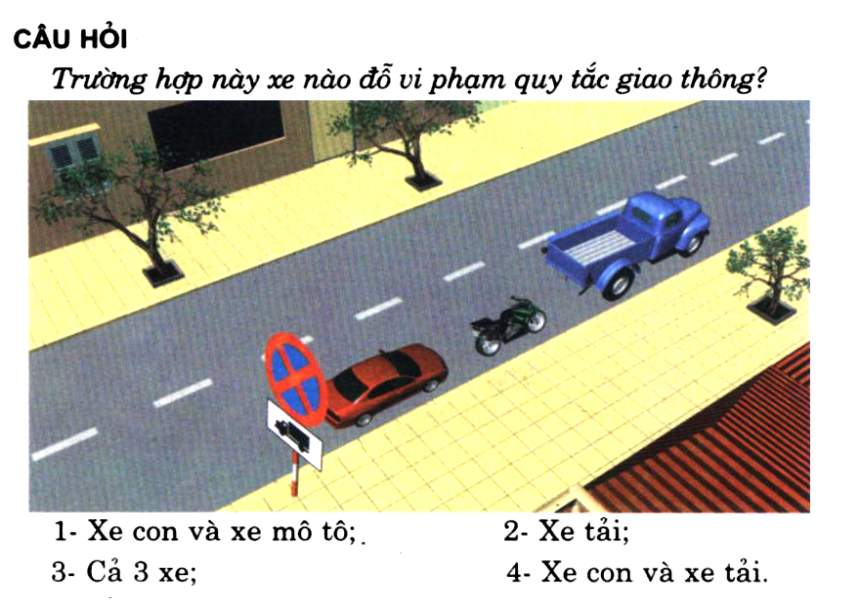 CÂU HỎI
Trường hợp này xe nào đỗ vi phạm quy tắc giao thông?
1- Xe con và xe mô tô;.
2- Xe tải;
3- Cả 3 xe;
4- Xe con và xe tải.